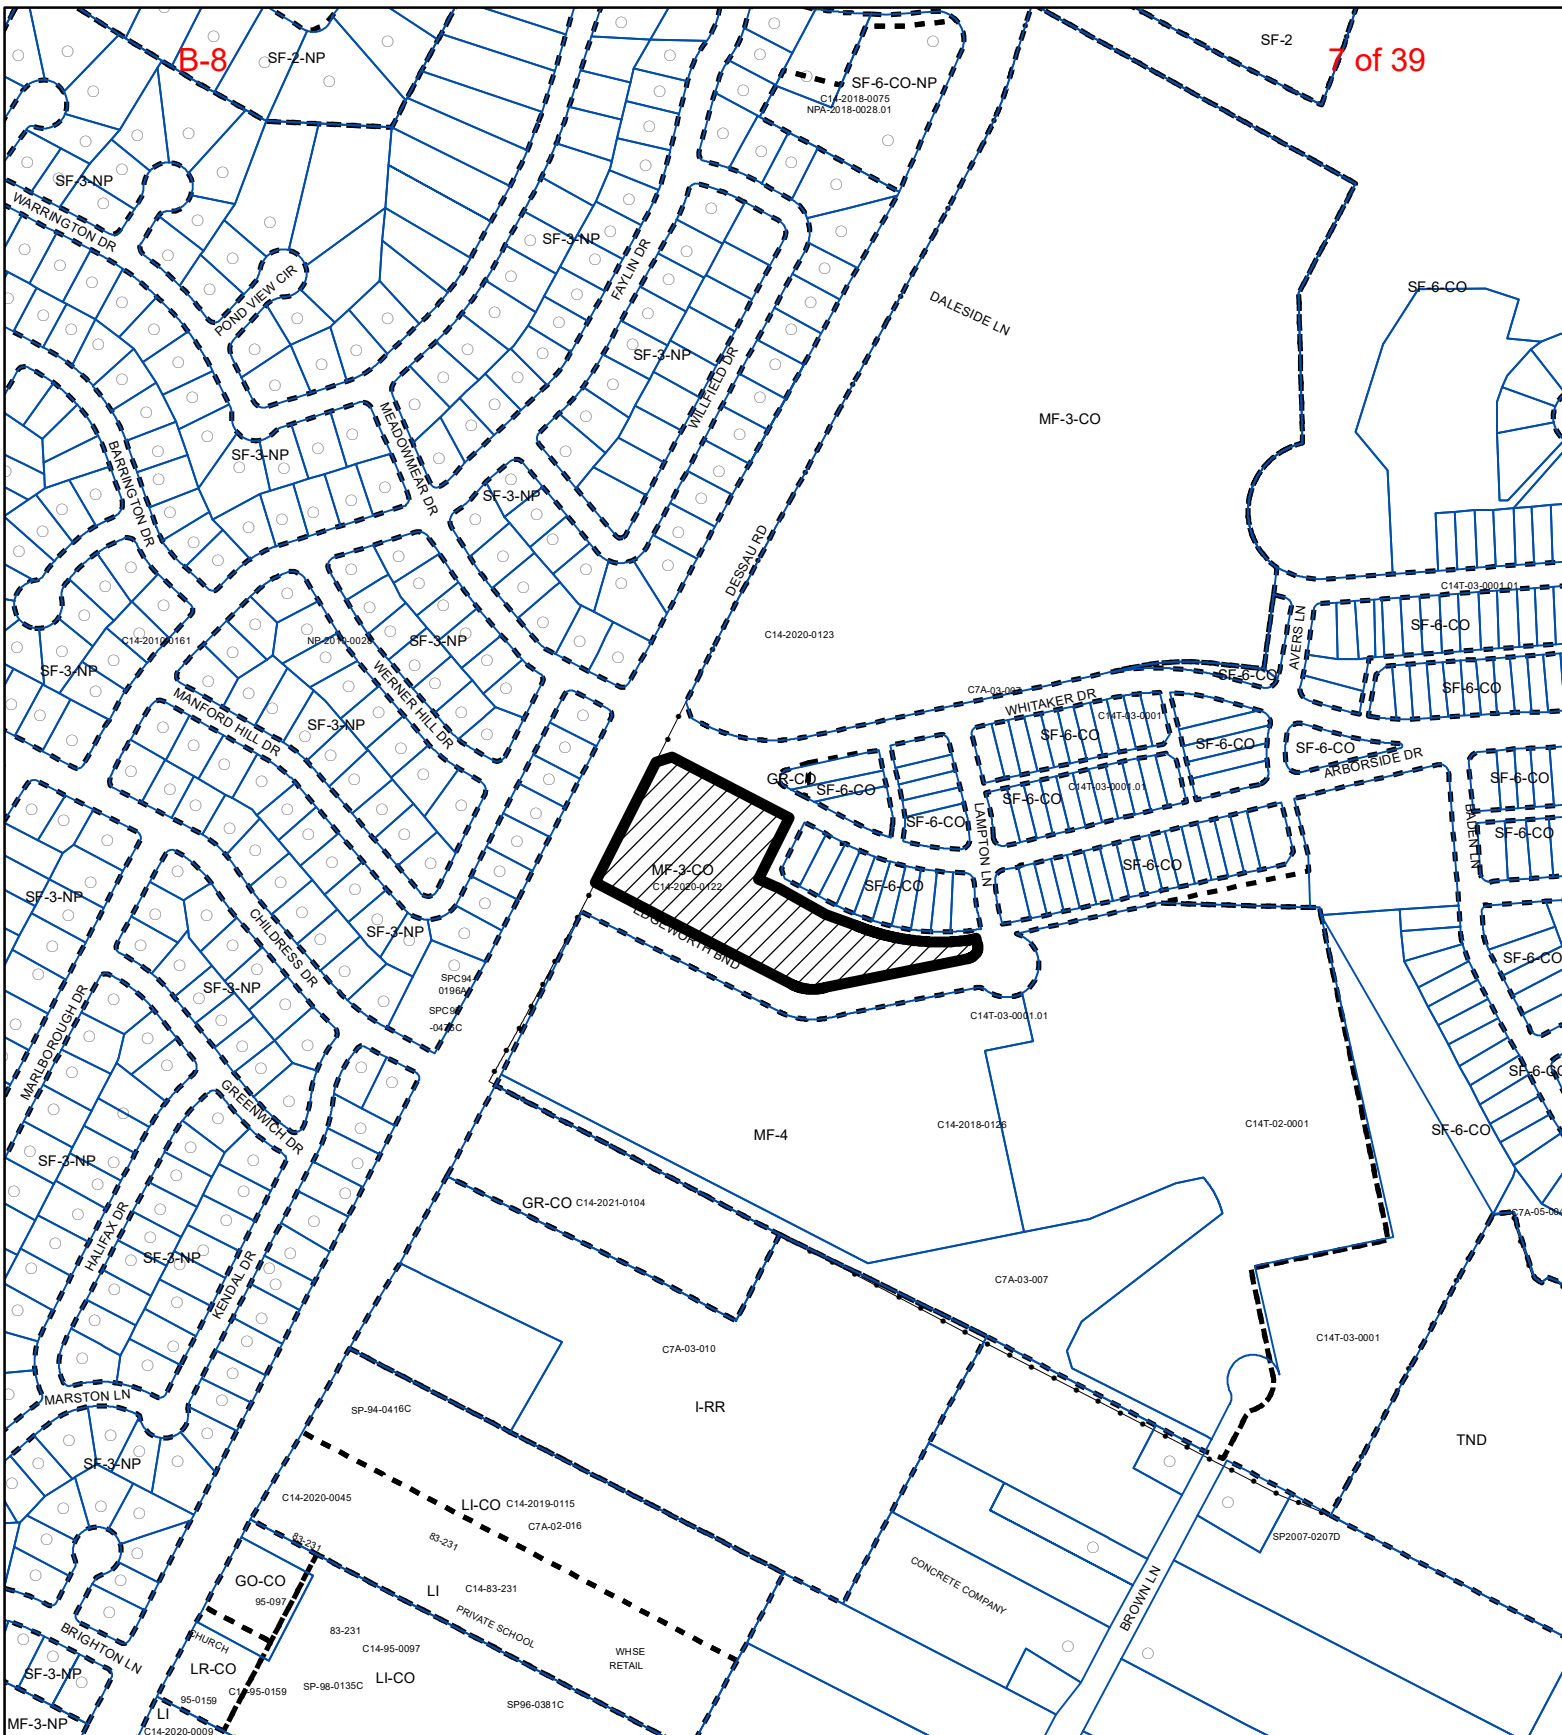 B-8
7 of 39
SF-2-NP
SF-2
SF-6-CO-NP
C14-2018-0075
NPA-2018-0028.01
SF-3-NP
WARRINGTON DR
SF-3-NP
FAYLIN DR
POND VIEW CIR
SF-6-CO
DALESIDE LN
SF-3-NP
WILLFIELD DR
MF-3-CO
MEADOWMEAR DR
SF-3-NP
BARRINGTON DR
SF-3-NP
DESSAU RD
C14T-03-0001.01
AVERS LN
SF-6-CO
C14-2010-0161
NP-2010-0028
SF-3-NP
C14-2020-0123
SF-3-NP
WERNER HILL DR
SF-6-CO
SF-6-CO
C7A-03-007
WHITAKER DR
MANFORD HILL DR
SF-3-NP
C14T-03-0001
SF-6-CO
SF-6-CO
SF-6-CO
ARBORSIDE DR
GR-CO
SF-6-CO
C14T-03-0001.01
SF-6-CO
SF-6-CO
SF-6-CO
LAMPTON LN
BADEN LN
SF-6-CO
MF-3-CO
C14-2020-0122
SF-6-CO
SF-6-CO
SF-3-NP
CHILDRESS DR
SF-3-NP
EDGEWORTH BND
SF-6-CO
SPC94-
0196A
SF-3-NP
MARLBOROUGH DR
-0478C
C14T-03-0001.01
SF-6-CO
GREENWICH DR
MF-4
C14-2018-0126
C14T-02-0001
SF-6-CO
SF-3-NP
GR-CO
C14-2021-0104
HALIFAX DR
SF-3-NP
KENDAL DR
C7A-03-007
C7A-03-010
C14T-03-0001
MARSTON LN
SP-94-0416C
I-RR
TND
SF-3-NP
C14-2020-0045
LI-CO
C14-2019-0115
C7A-02-016
83-231
83-231
SP2007-0207D
GO-CO
95-097
LI
C14-83-231
CONCRETE COMPANY
BROWN LN
PRIVATE SCHOOL
83-231
C14-95-0097
WHSE
RETAIL
BRIGHTON LN
CHURCH
LR-CO
SF-3-NP
C14-95-0159
SP-98-0135C
LI-CO
95-0159
SP96-0381C
LI
MF-3-NP
C14-2020-0009